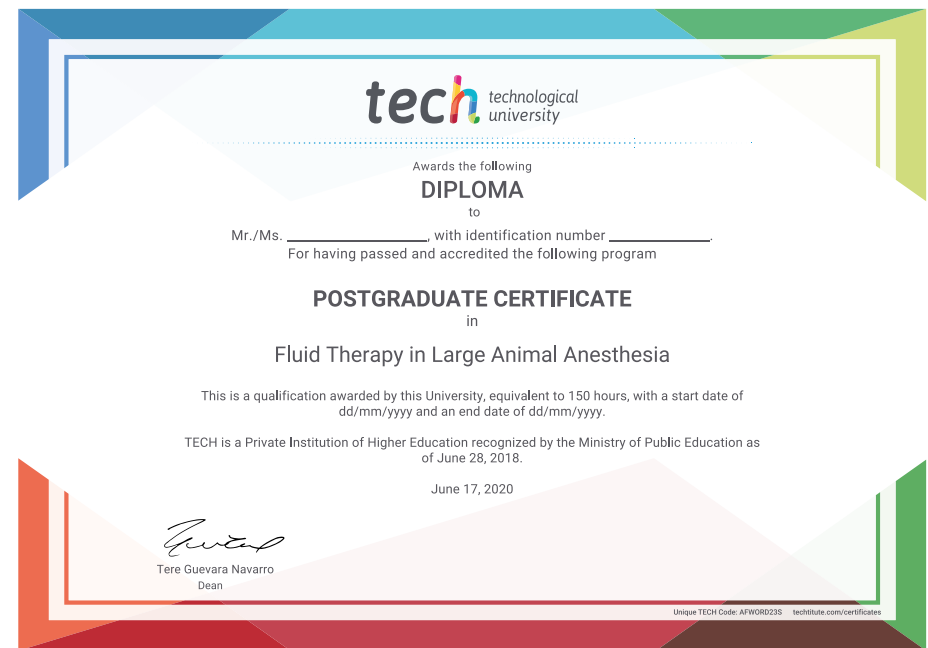 tech technological
university
Awards the following
DIPLOMA
to
Mr./Ms. ____________, with identification number ____________.
For having passed and accredited the following program
POSTGRADUATE CERTIFICATE
in
Fluid Therapy in Large Animal Anesthesia
This is a qualification awarded by this University, equivalent to 150 hours, with a start date of
dd/mm/yyyy and an end date of dd/mm/yyyy.
TECH is a Private Institution of Higher Education recognized by the Ministry of Public Education as
of June 28, 2018.
June 17, 2020
Tere Guevara Navarro
Dean
Unique TECH Code: AFWORD23S techtitute.com/certificates